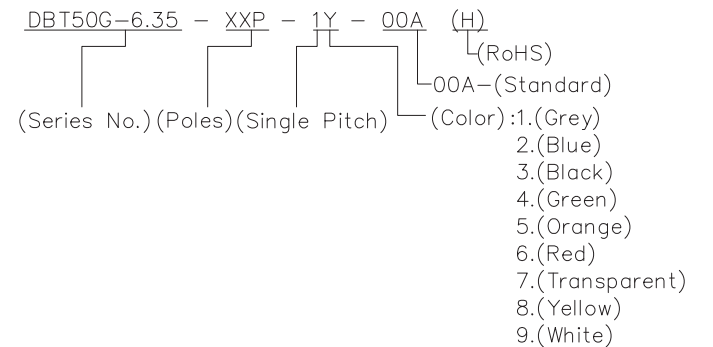 DBT50G-6.35 - XXP - 1Y - 00A (H)
(RoHS)
00A-(Standard)
(Series No.)(Poles)(Single Pitch) (Color):1.(Grey)
2.(Blue)
3.(Black)
4.(Green)
5.(Orange)
6.(Red)
7.(Transparent)
8.(Yellow)
9.(White)